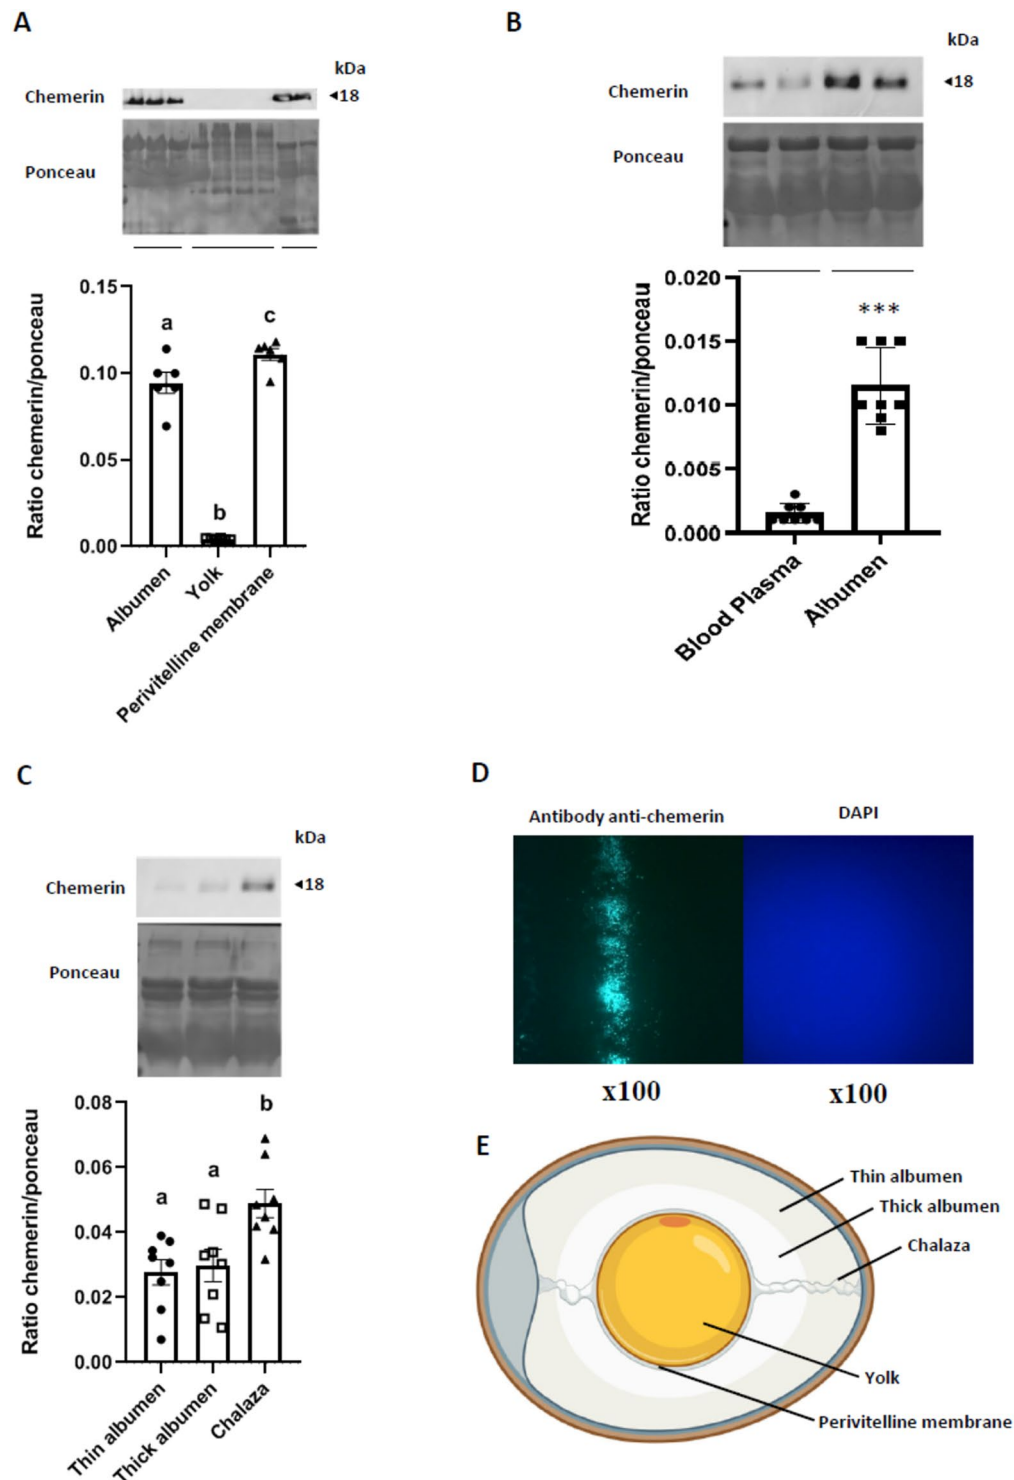 A
kDa
Chemerin
◄18
Ponceau
Ratio chemerin/ponceau
0.15
0.10
0.05
0.00
a
b
c
Albumen
Yolk
Perivitelline membrane
B
kDa
Chemerin
◄18
Ponceau
Ratio chemerin/ponceau
0.020
0.015
0.010
0.005
0.000
***
Blood Plasma
Albumen
C
kDa
Chemerin
◄18
Ponceau
Ratio chemerin/ponceau
0.08
0.06
0.04
0.02
0.00
a
a
b
Thin albumen
Thick albumen
Chalaza
D
Antibody anti-chemerin
DAPI
x100
x100
E
Thin albumen
Thick albumen
Chalaza
Yolk
Perivitelline membrane